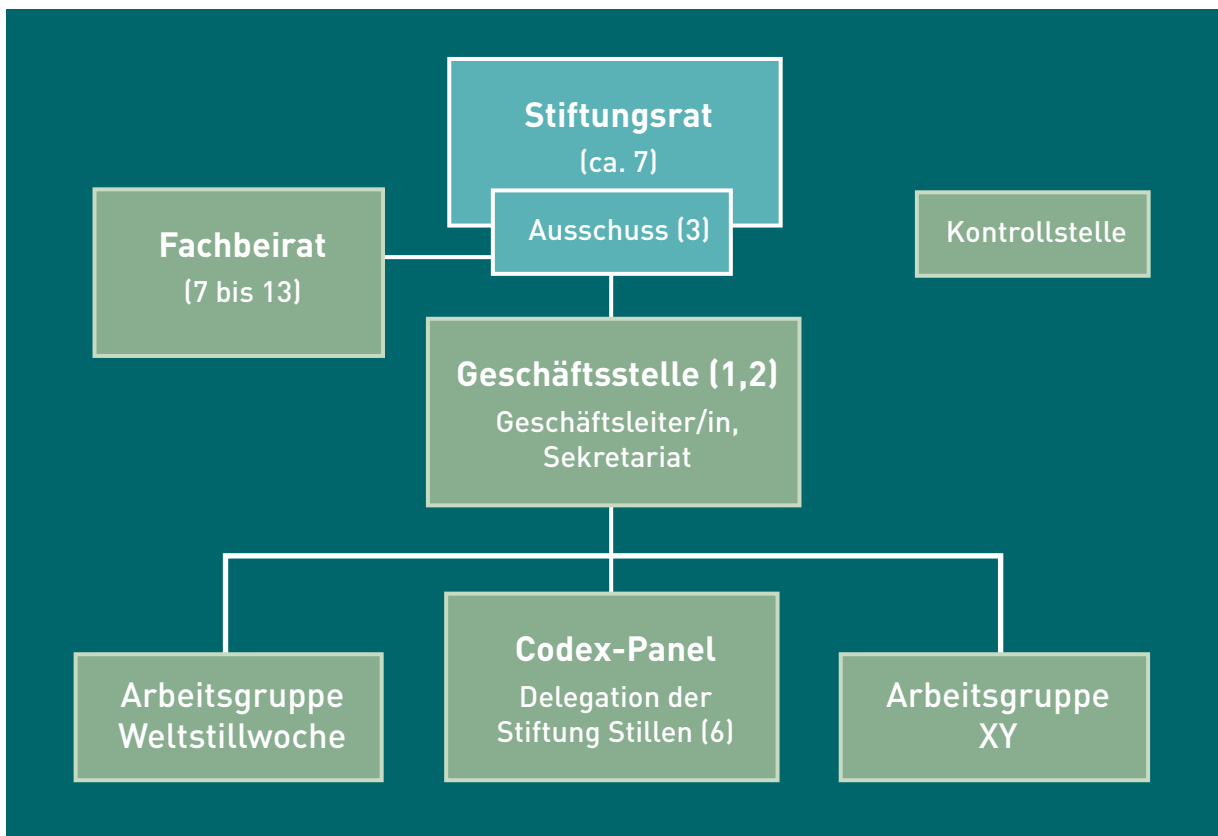 Stiftungsrat
(ca. 7)
Ausschuss (3)
Fachbeirat
(7 bis 13)
Kontrollstelle
Geschäftsstelle (1,2)
Geschäftsleiter/in,
Sekretariat
Arbeitsgruppe
Weltstillwoche
Codex-Panel
Delegation der
Stiftung Stillen (6)
Arbeitsgruppe
XY